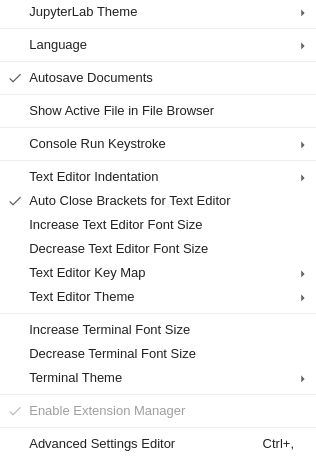 JupyterLab Theme
Language
Autosave Documents
Show Active File in File Browser
Console Run Keystroke
Text Editor Indentation
Auto Close Brackets for Text Editor
Increase Text Editor Font Size
Decrease Text Editor Font Size
Text Editor Key Map
Text Editor Theme
Increase Terminal Font Size
Decrease Terminal Font Size
Terminal Theme
Enable Extension Manager
Advanced Settings Editor Ctrl+,